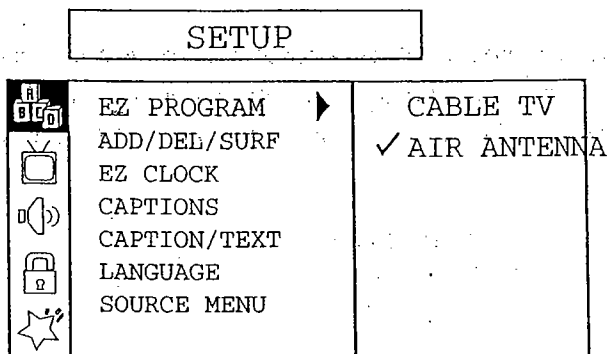 SETUP
EZ PROGRAM
ADD/DEL/SURF
EZ CLOCK
CAPTIONS
CAPTION/TEXT
LANGUAGE
SOURCE MENU
CABLE TV
✓ AIR ANTENNA
A
B C D